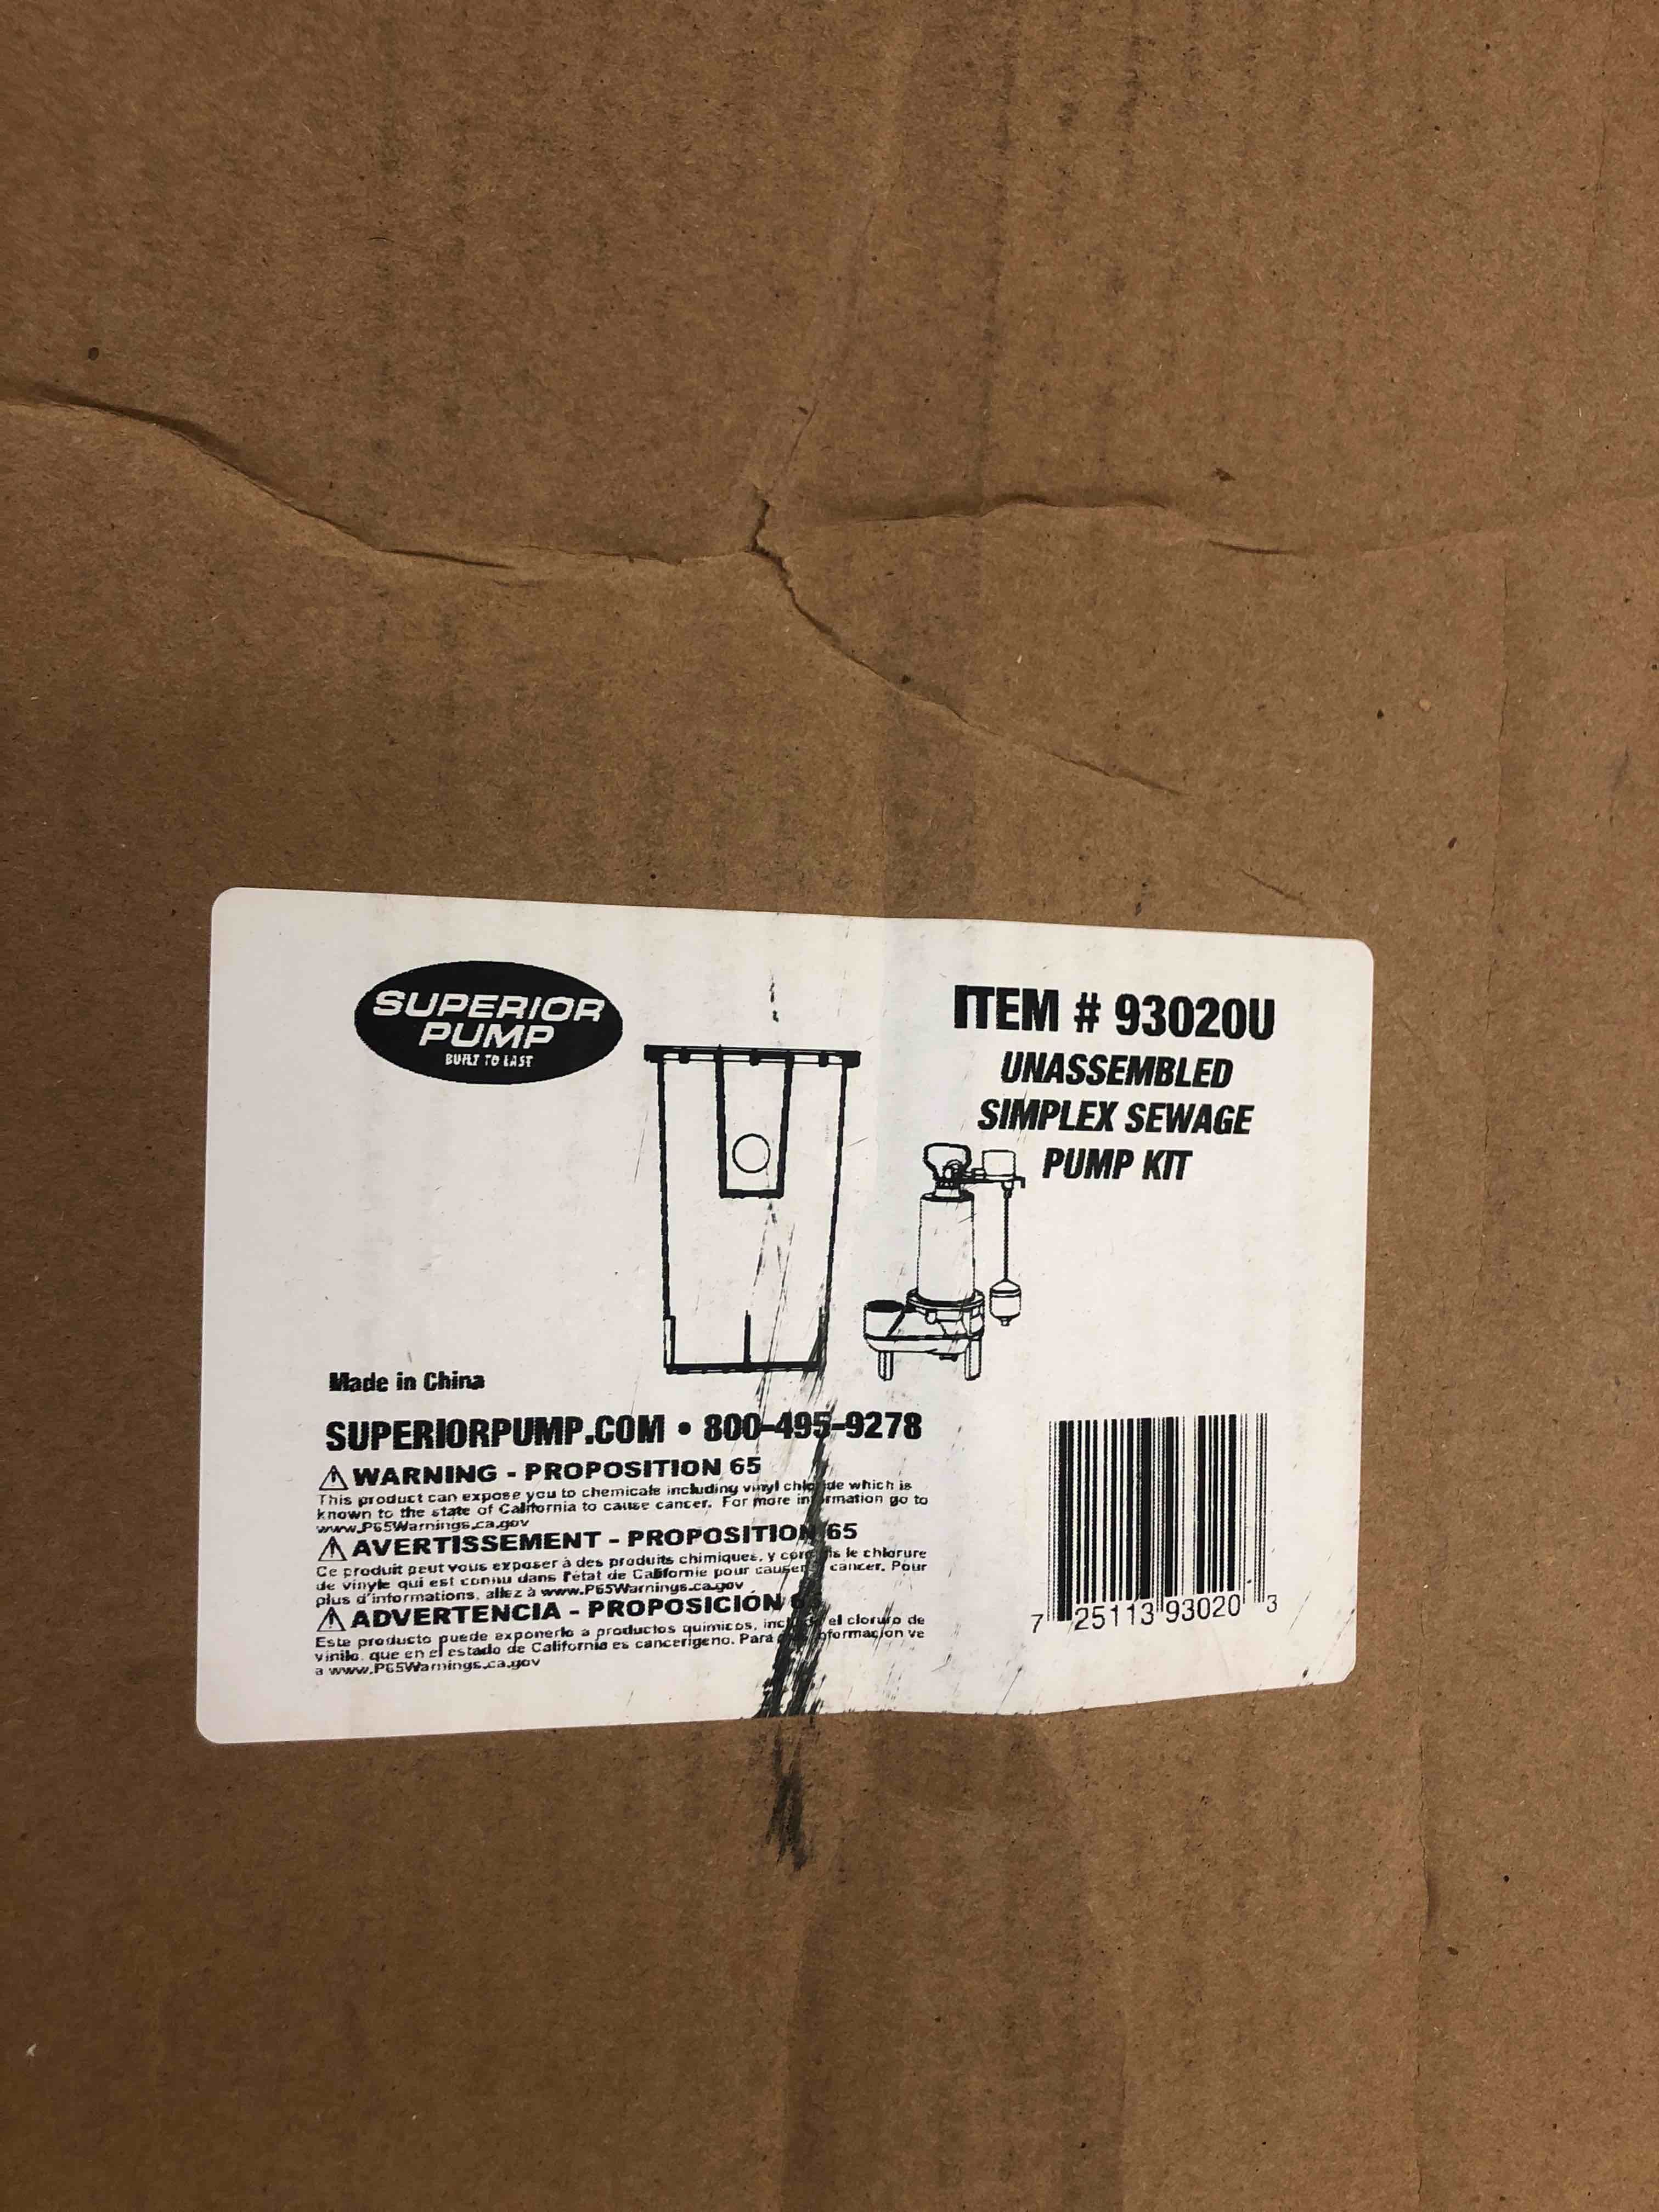 SUPERIOR
PUMP
BUILT TO LAST
ITEM # 93020U
UNASSEMBLED
SIMPLEX SEWAGE
PUMP KIT
Made in China
SUPERIORPUMP.COM • 800-495-9278
⚠ WARNING - PROPOSITION 65
This product can expose you to chemicals including vinyl chloride which is
known to the state of California to cause cancer. For more information go to
www.P65Warnings.ca.gov
⚠ AVERTISSEMENT - PROPOSITION 65
Ce produit peut vous exposer à des produits chimiques, y compris le chlorure
de vinyle qui est connu dans l'état de Californie pour causer cancer. Pour
plus d'informations, allez à www.P65Warnings.ca.gov
⚠ ADVERTENCIA - PROPOSICIÓN 65
Este producto puede exponerlo a productos quimicos, incluido el cloruro de
vinilo, que en el estado de California es cancerigeno. Para información ve
a www.P65Warnings.ca.gov
7 25113 93020 3